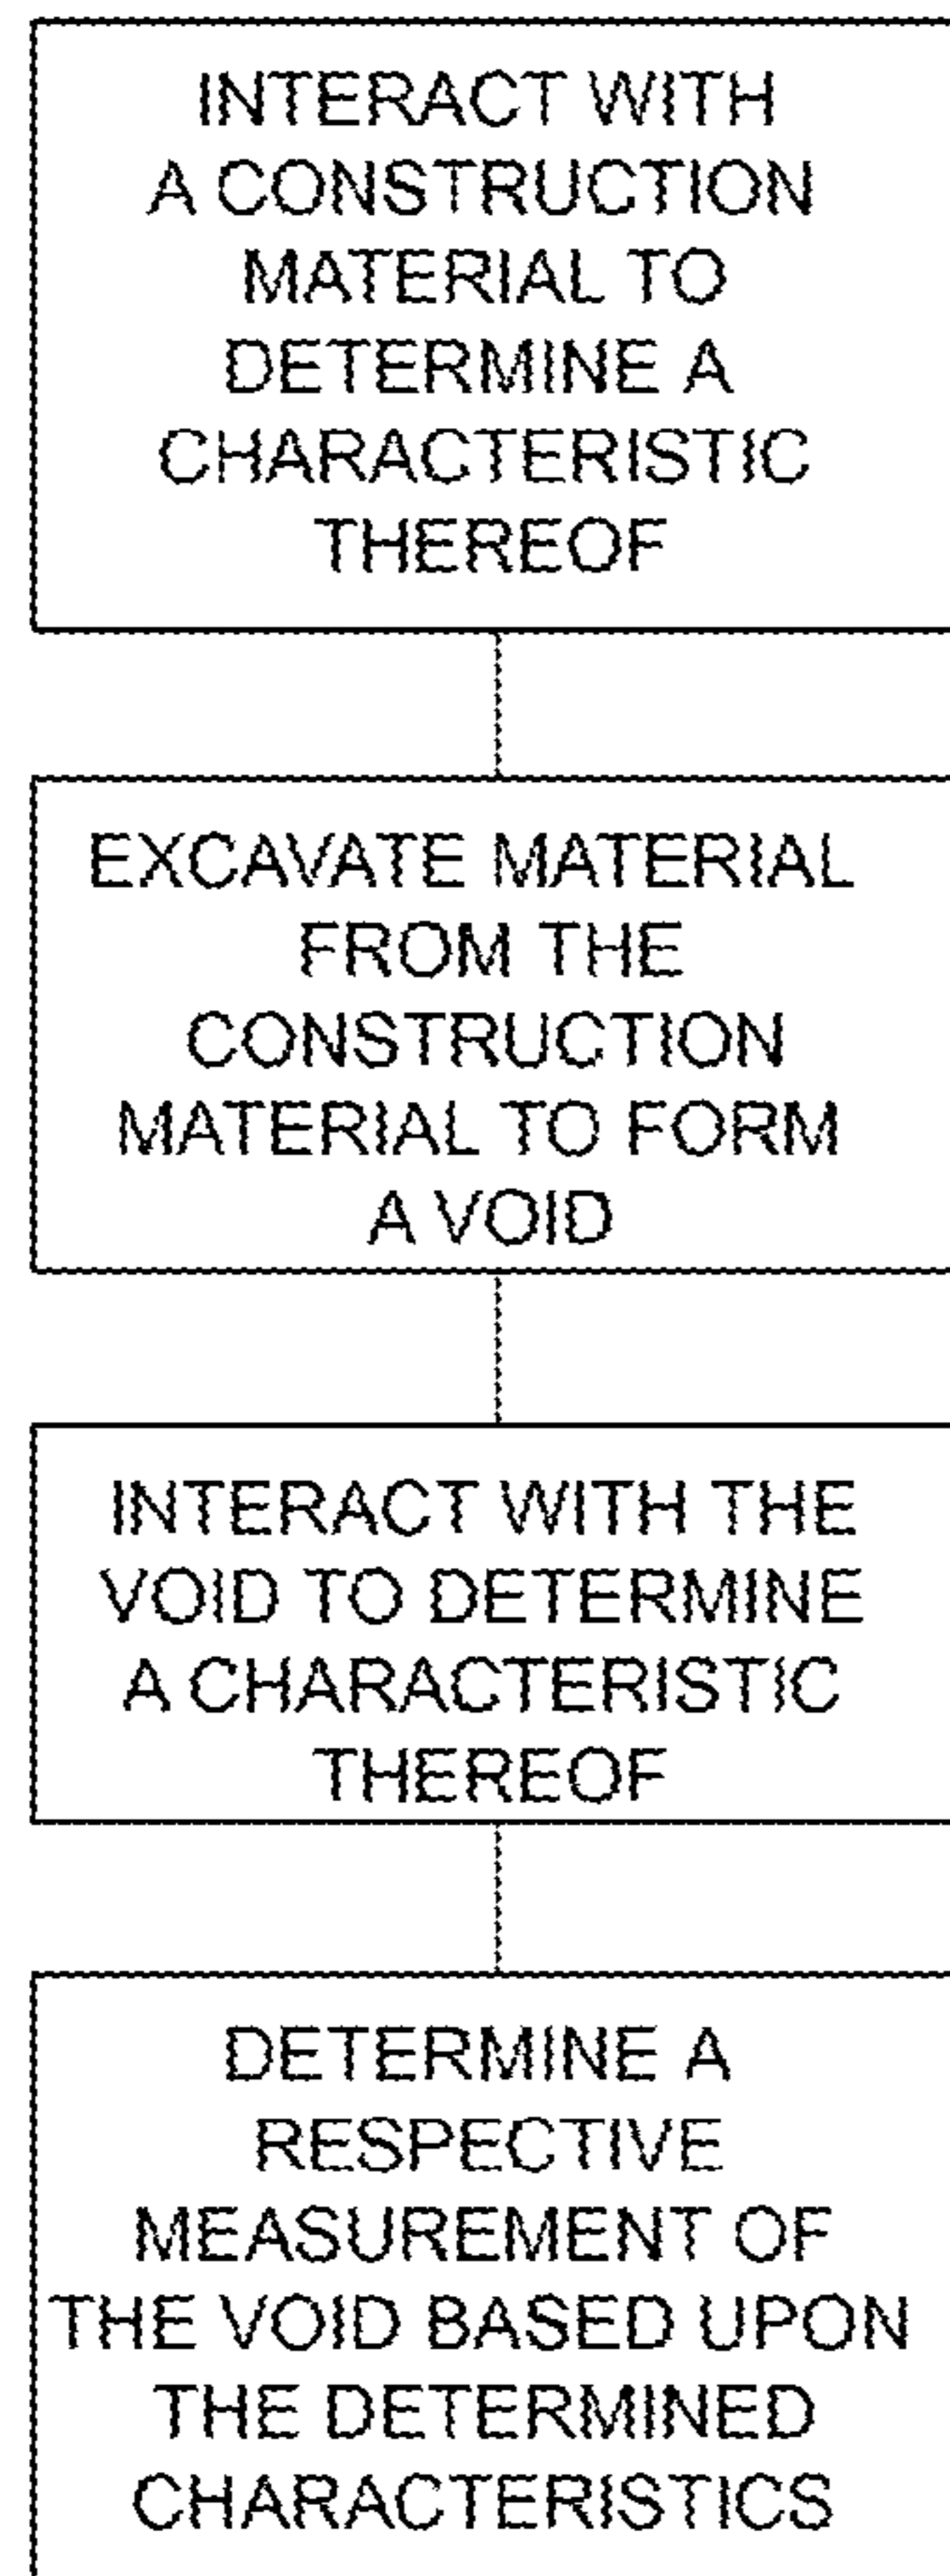 INTERACT WITH
A CONSTRUCTION
MATERIAL TO
DETERMINE A
CHARACTERISTIC
THEREOF
EXCAVATE MATERIAL
FROM THE
CONSTRUCTION
MATERIAL TO FORM
A VOID
INTERACT WITH THE
VOID TO DETERMINE
A CHARACTERISTIC
THEREOF
DETERMINE A
RESPECTIVE
MEASUREMENT OF
THE VOID BASED UPON
THE DETERMINED
CHARACTERISTICS